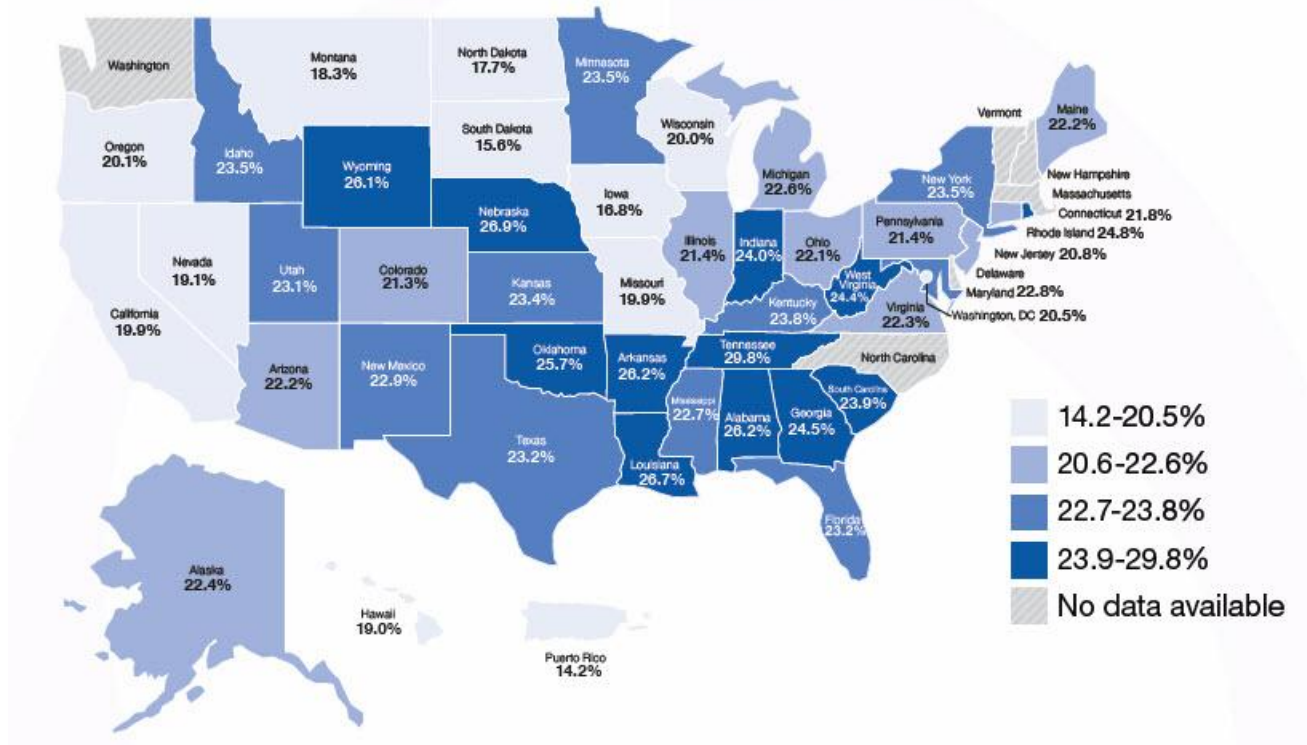 Washington
Montana
18.3%
North Dakota
17.7%
Minnesota
23.5%
Oregon
20.1%
Idaho
23.5%
Wyoming
26.1%
South Dakota
15.6%
Wisconsin
20.0%
Michigan
22.6%
Vermont
Maine
22.2%
New York
23.5%
New Hampshire
Massachusetts
Connecticut 21.8%
Rhode Island 24.8%
New Jersey 20.8%
Delaware
Maryland 22.8%
Washington, DC 20.5%
Nebraska
26.9%
Iowa
16.8%
Illinois
21.4%
Indiana
24.0%
Ohio
22.1%
Pennsylvania
21.4%
Nevada
19.1%
Utah
23.1%
Colorado
21.3%
Kansas
23.4%
Missouri
19.9%
Kentucky
23.8%
West
Virginia
24.4%
Virginia
22.3%
California
19.9%
Arizona
22.2%
New Mexico
22.9%
Oklahoma
25.7%
Arkansas
26.2%
Tennessee
29.8%
North Carolina
South Carolina
23.9%
Texas
23.2%
Louisiana
26.7%
Mississippi
22.7%
Alabama
26.2%
Georgia
24.5%
Florida
23.2%
Alaska
22.4%
Hawaii
19.0%
Puerto Rico
14.2%
14.2-20.5%
20.6-22.6%
22.7-23.8%
23.9-29.8%
No data available